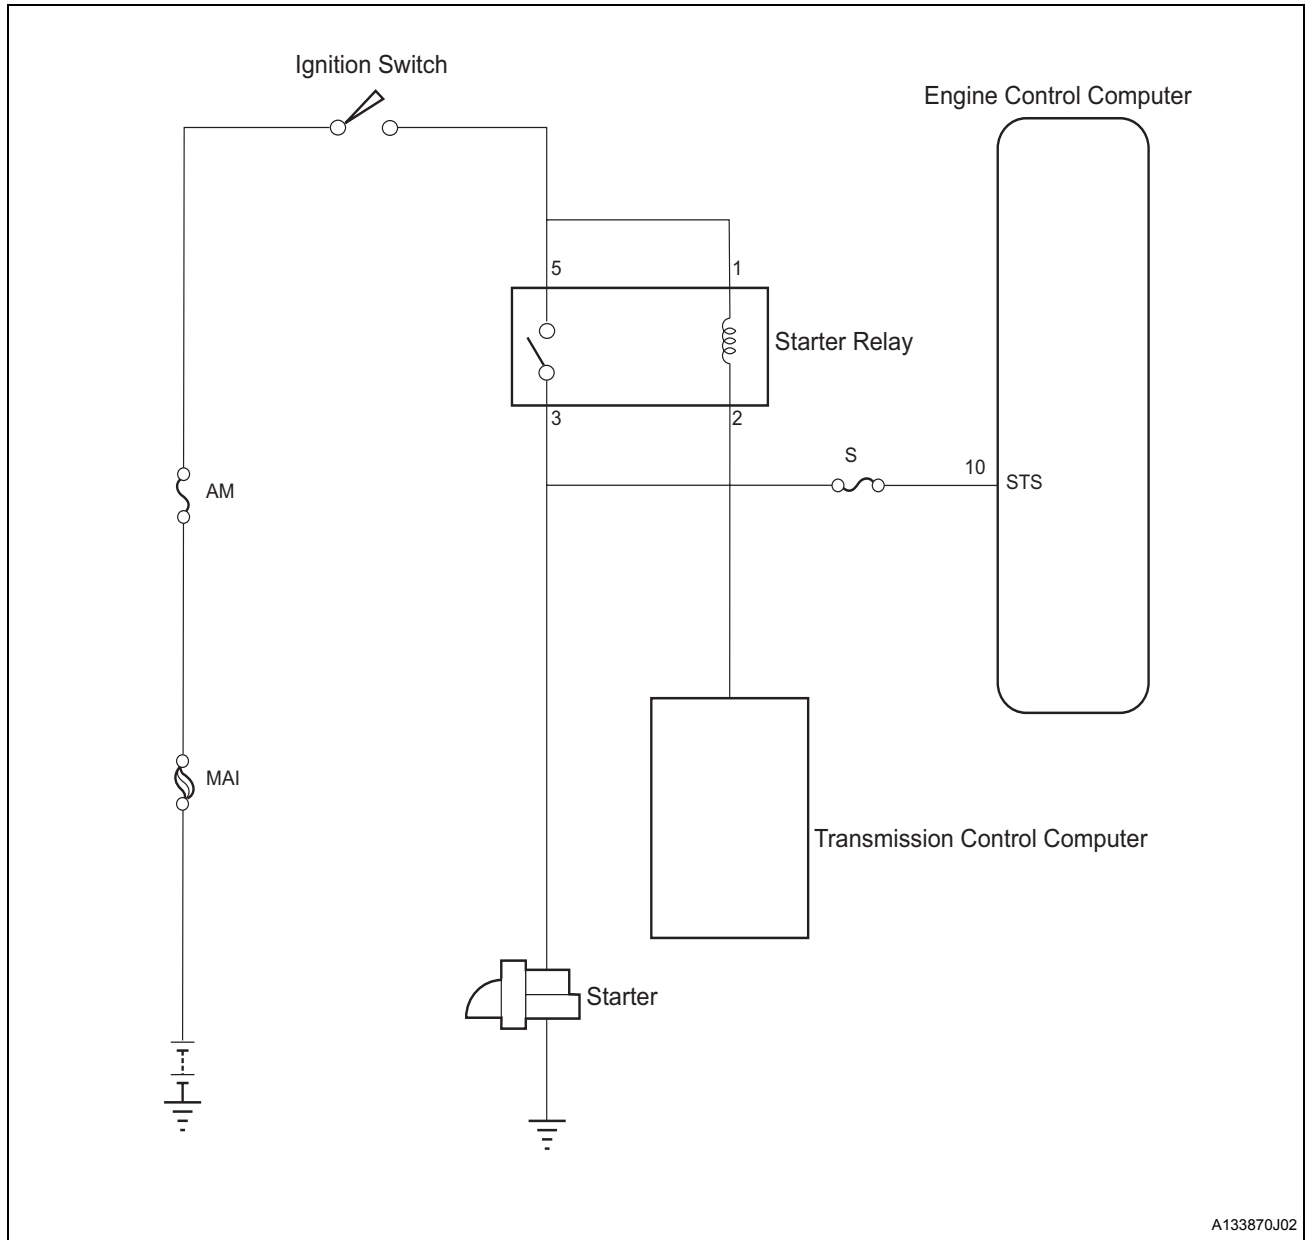 Ignition Switch
Engine Control Computer
5
1
Starter Relay
3
2
S
10
STS
AM
MAI
Transmission Control Computer
Starter
A133870J02